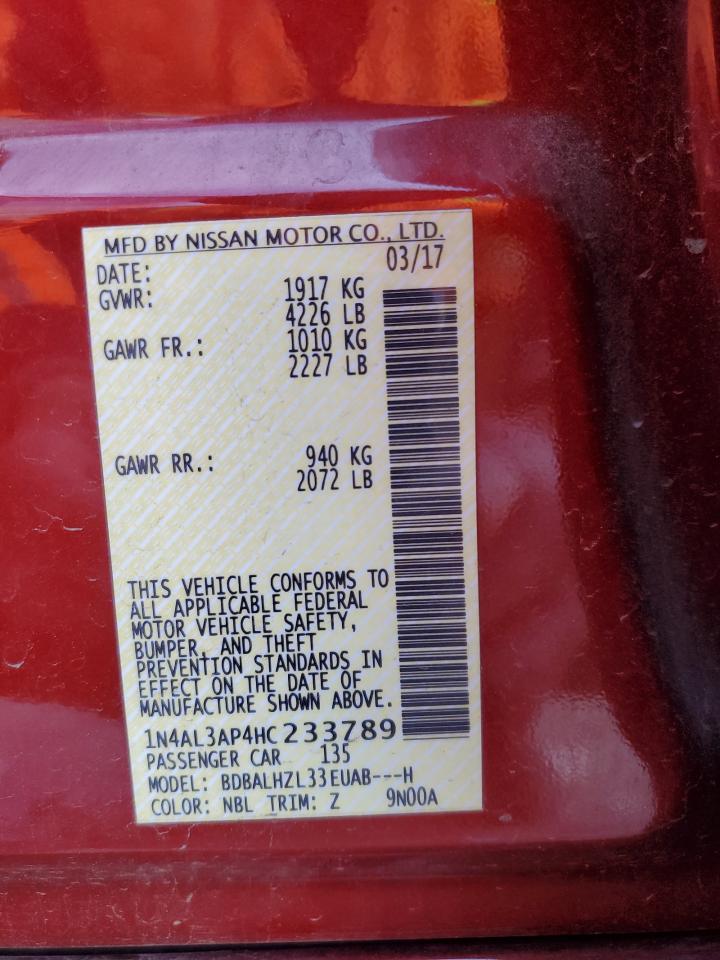 MFD BY NISSAN MOTOR CO., LTD.
DATE: 03/17
GVWR: 1917 KG
4226 LB
GAWR FR.: 1010 KG
2227 LB
GAWR RR.: 940 KG
2072 LB
THIS VEHICLE CONFORMS TO
ALL APPLICABLE FEDERAL
MOTOR VEHICLE SAFETY,
BUMPER, AND THEFT
PREVENTION STANDARDS IN
EFFECT ON THE DATE OF
MANUFACTURE SHOWN ABOVE.
1N4AL3AP4HC233789
PASSENGER CAR 135
MODEL: BDBALHZL33EUAB---H
COLOR: NBL TRIM: Z 9N00A